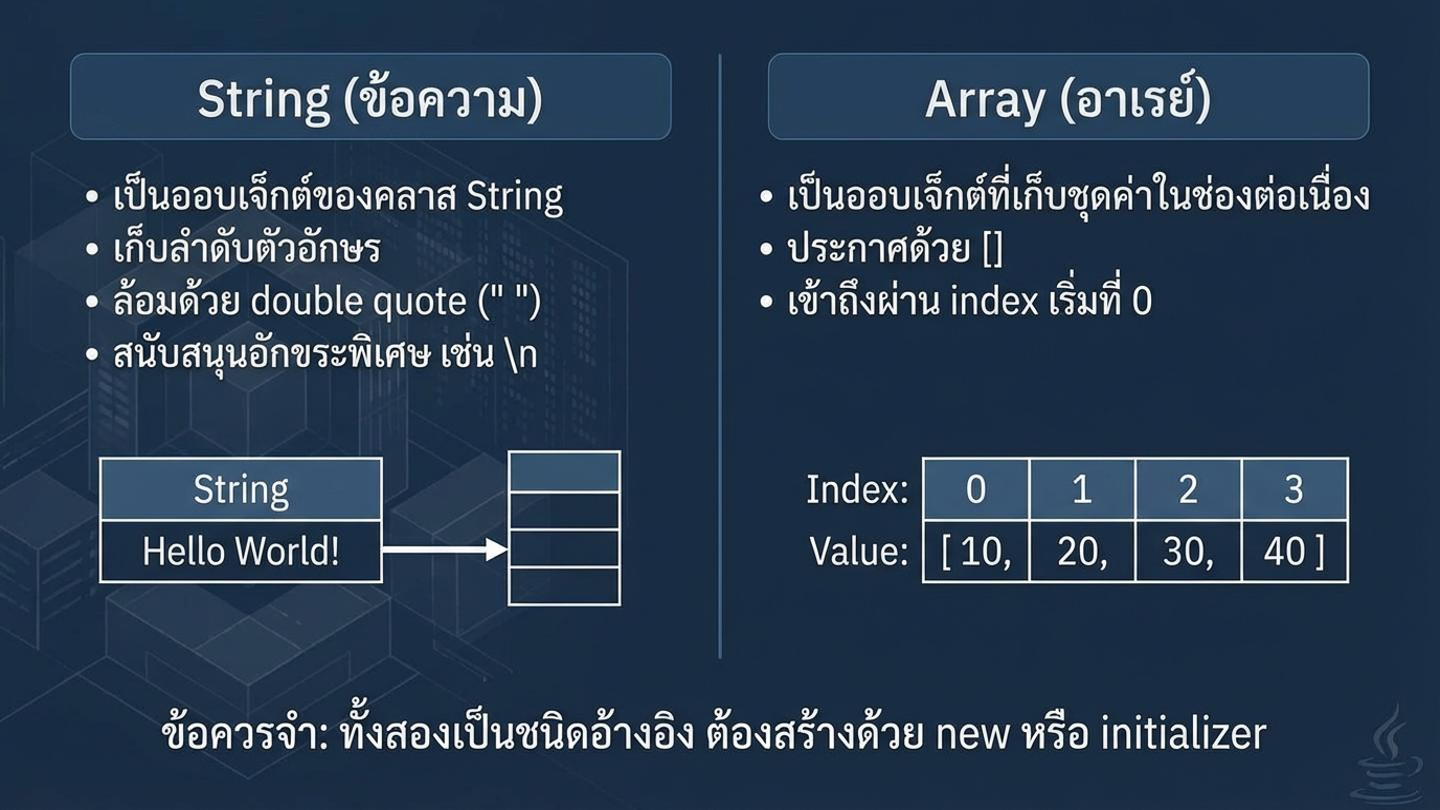 String (ข้อความ)
• เป็นออบเจ็กต์ของคลาส String
• เก็บลำดับตัวอักษร
• ล้อมด้วย double quote (" ")
• สนับสนุนอักขระพิเศษ เช่น \n
String
Hello World!
Array (อาเรย์)
• เป็นออบเจ็กต์ที่เก็บชุดค่าในช่องต่อเนื่อง
• ประกาศด้วย []
• เข้าถึงผ่าน index เริ่มที่ 0
Index: 0 1 2 3
Value: [ 10, 20, 30, 40 ]
ข้อควรจำ: ทั้งสองเป็นชนิดอ้างอิง ต้องสร้างด้วย new หรือ initializer